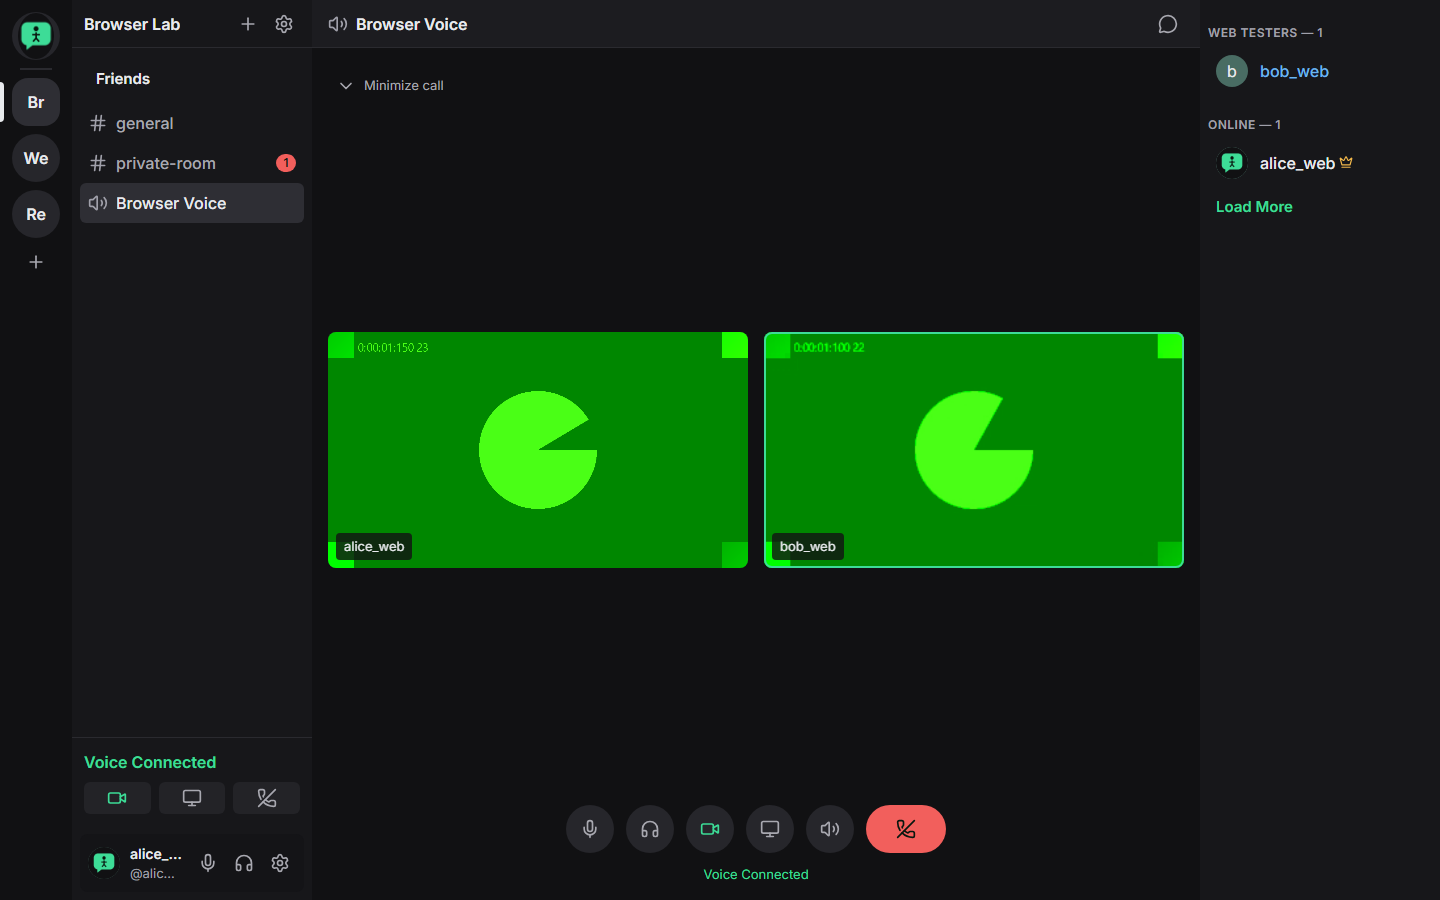 Br
We
Re
Browser Lab
Friends
general
private-room
1
Browser Voice
Voice Connected
alice_...
@alic...
Browser Voice
Minimize call
0:00:01:150 23
alice_web
0:00:01:100 22
bob_web
Voice Connected
WEB TESTERS — 1
b
bob_web
ONLINE — 1
alice_web
Load More